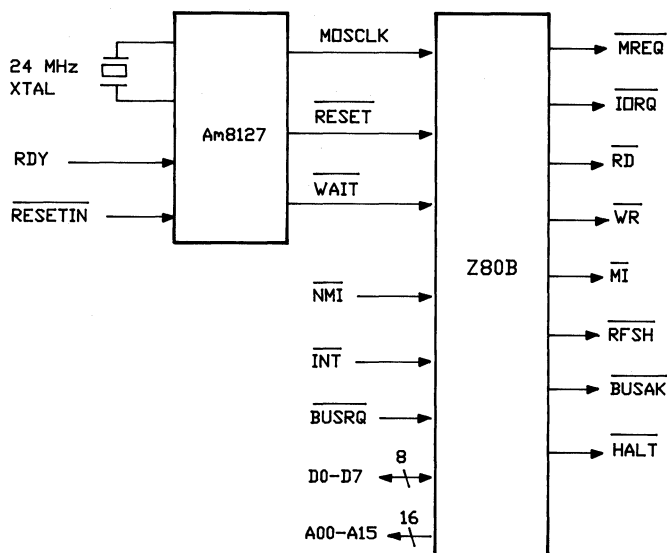 24 MHz
XTAL
RDY
RESETIN
Am8127
MOSCLK
RESET
WAIT
NMI
INT
BUSRQ
D0-D7
8
A00-A15
16
Z80B
MREQ
IORQ
RD
WR
MI
RFSH
BUSAK
HALT